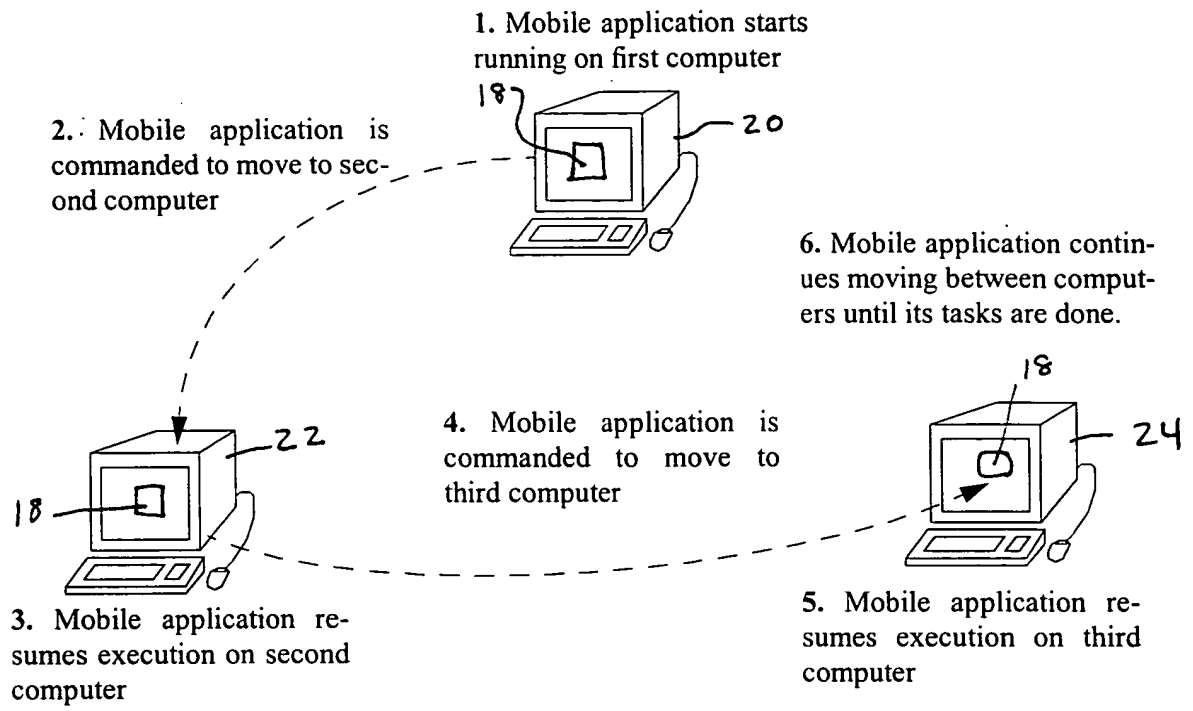 1. Mobile application starts
running on first computer
18
20
2. Mobile application is
commanded to move to sec-
ond computer
6. Mobile application contin-
ues moving between comput-
ers until its tasks are done.
18
22
18
4. Mobile application is
commanded to move to
third computer
24
3. Mobile application re-
sumes execution on second
computer
5. Mobile application re-
sumes execution on third
computer